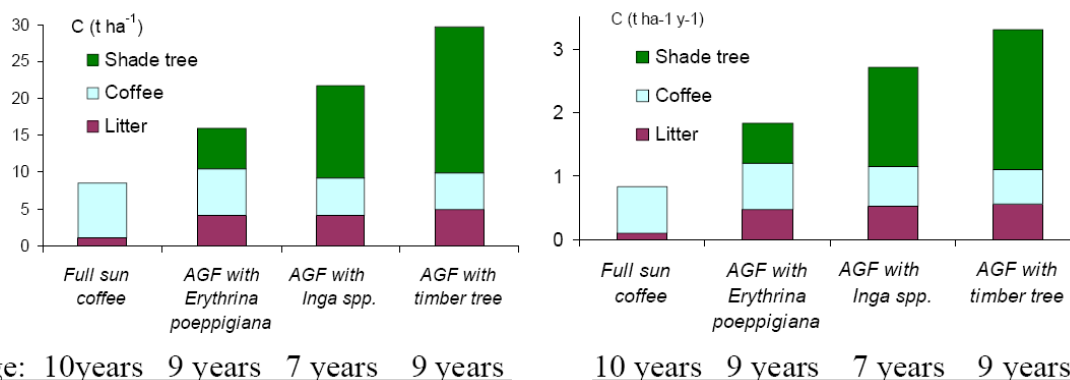 C (t ha-1)
Shade tree
Coffee
Litter
30
25
20
15
10
5
0
Full sun coffee
AGF with Erythrina poeppigiana
AGF with Inga spp.
AGF with timber tree
ge: 10years 9 years 7 years 9 years
C (t ha-1 y-1)
Shade tree
Coffee
Litter
3
2
1
0
Full sun coffee
AGF with Erythrina poeppigiana
AGF with Inga spp.
AGF with timber tree
10 years 9 years 7 years 9 years